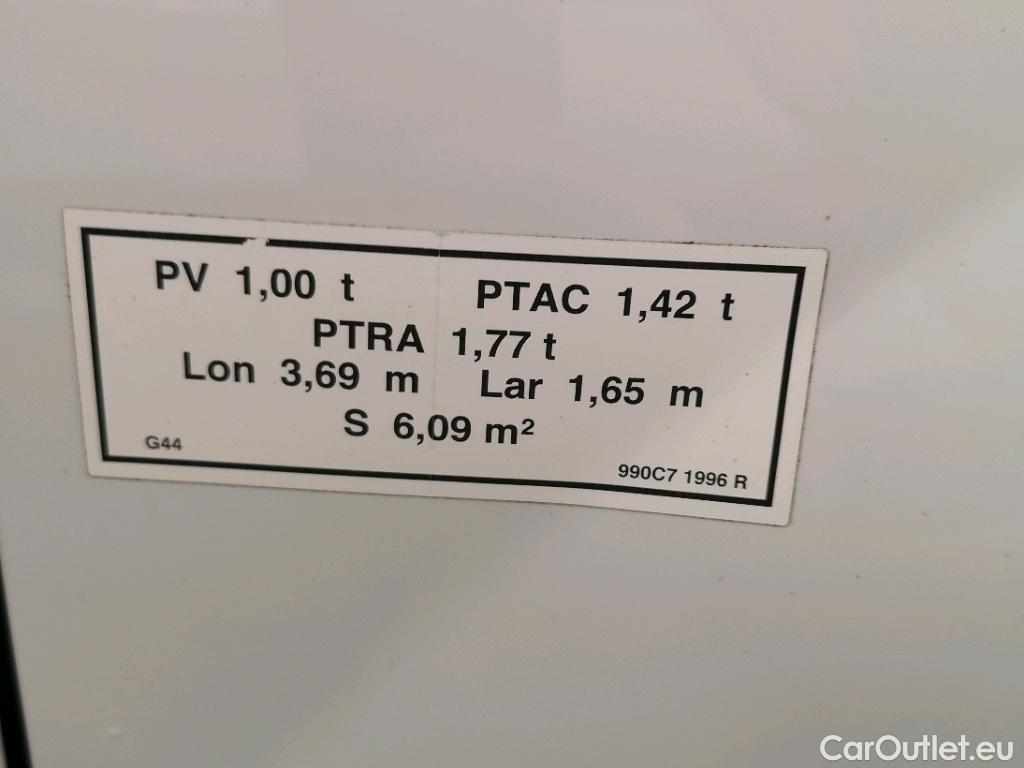 PV 1,00 t PTAC 1,42 t
PTRA 1,77 t
Lon 3,69 m Lar 1,65 m
S 6,09 m²
G44 990C7 1996 R
CarOutlet.eu